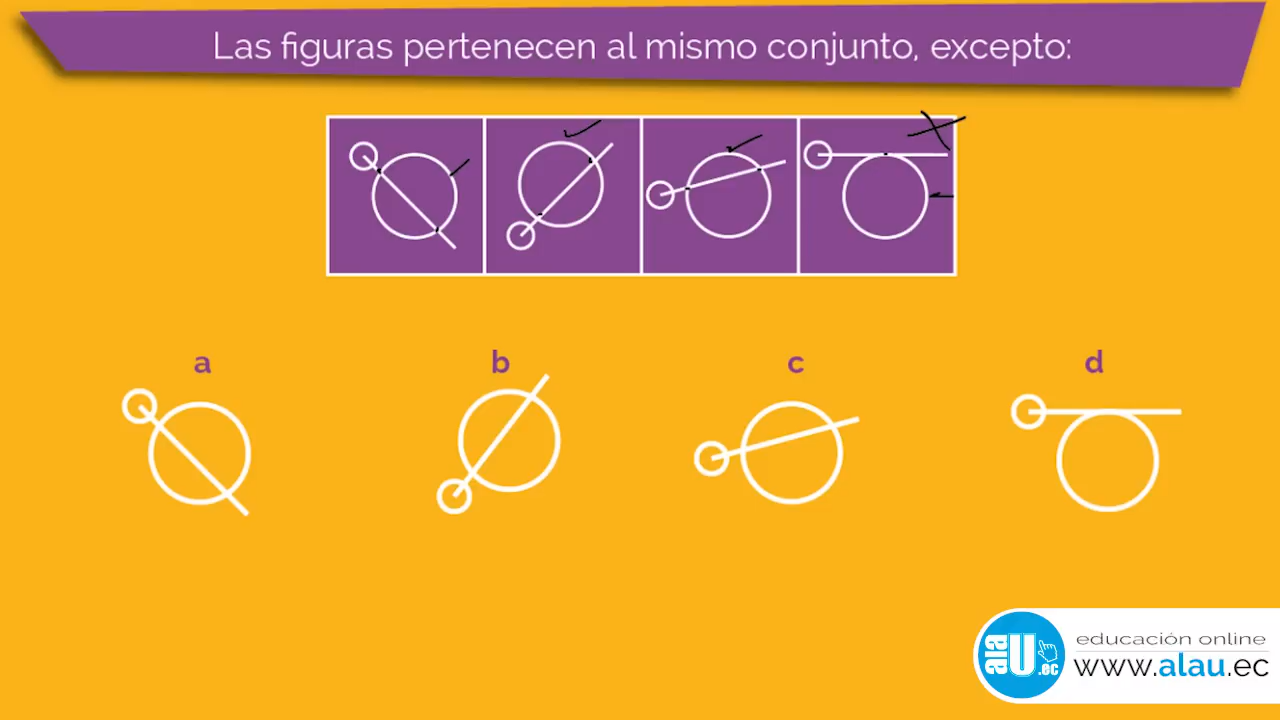 Las figuras pertenecen al mismo conjunto, excepto:
a
b
c
d
ala U .ec
educación online
www.alau.ec